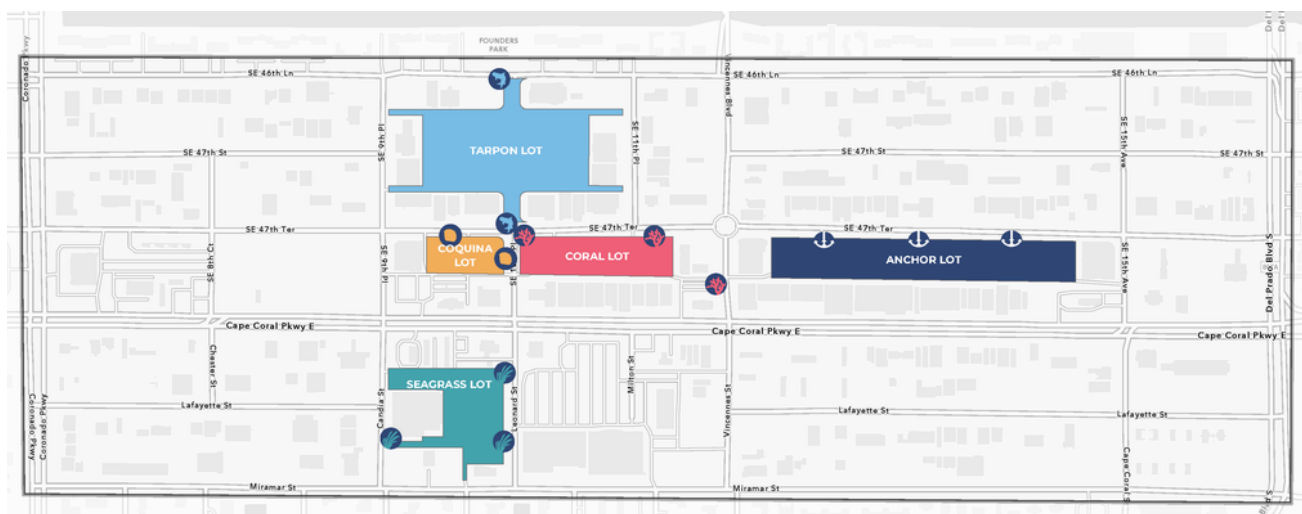 FOUNDERS
PARK
Coronado Pkwy
SE 46th Ln
Vincennes Blvd
SE 46th Ln
SE 9th Pl
TARPON LOT
SE 11th Pl
SE 15th Ave
SE 47th St
SE 47th St
SE 47th St
SE 47th Ter
SE 47th Ter
SE 47th Ter
SE 8th Ct
SE 9th Pl
COQUINA
LOT
CORAL LOT
ANCHOR LOT
SE 15th Ave
Del Prado Blvd S
Cape Coral Pkwy E
Cape Coral Pkwy E
Cape Coral Pkwy E
Chester St
SEAGRASS LOT
Candia St
Leonard St
Milton St
Vincennes St
Lafayette St
Lafayette St
Lafayette St
Coronado Pkwy
Coronado Pkwy
Cape Coral S
Miramar St
Miramar St